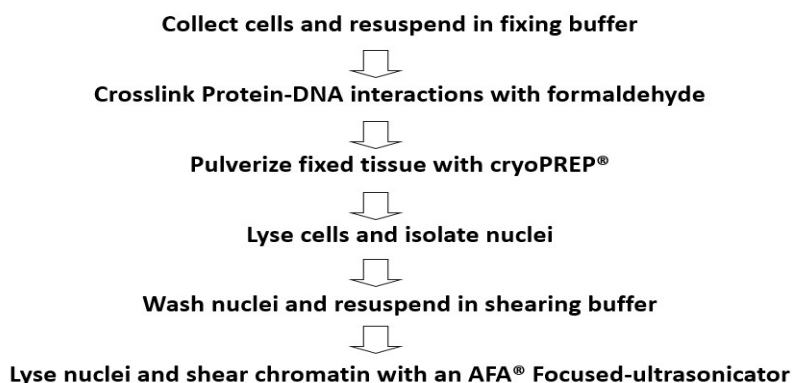 Collect cells and resuspend in fixing buffer
Crosslink Protein-DNA interactions with formaldehyde
Pulverize fixed tissue with cryoPREP®
Lyse cells and isolate nuclei
Wash nuclei and resuspend in shearing buffer
Lyse nuclei and shear chromatin with an AFA® Focused-ultrasonicator